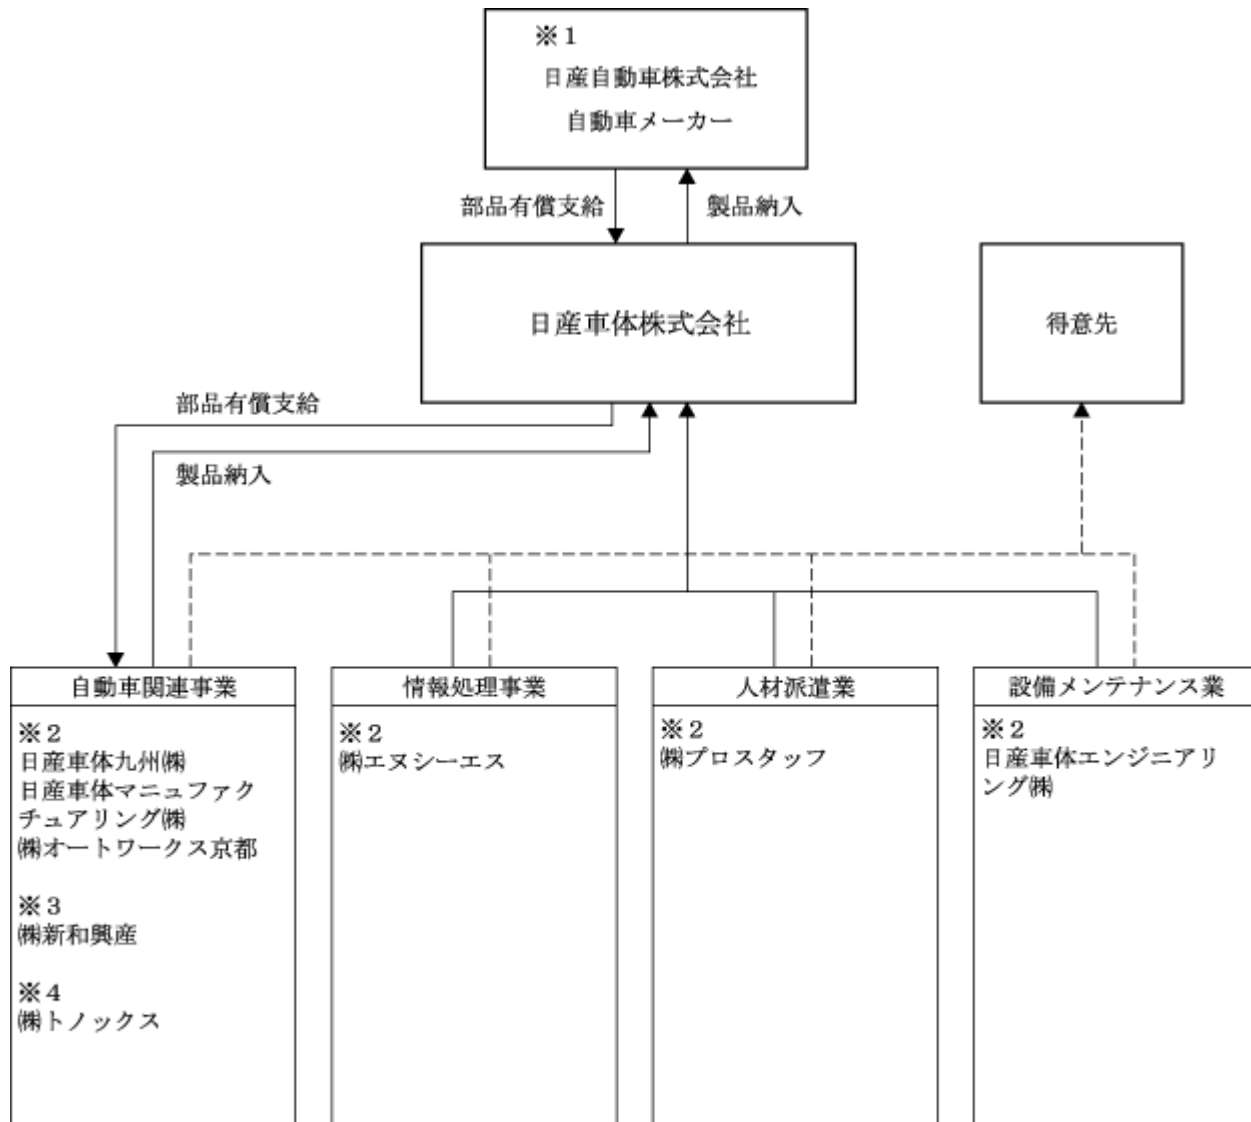 ※１
日産自動車株式会社
自動車メーカー
部品有償支給
製品納入
日産車体株式会社
得意先
部品有償支給
製品納入
自動車関連事業
※２
日産車体九州㈱
日産車体マニュファク
チュアリング㈱
㈱オートワークス京都
※３
㈱新和興産
※４
㈱トノックス
情報処理事業
※２
㈱エヌシーエス
人材派遣業
※２
㈱プロスタッフ
設備メンテナンス業
※２
日産車体エンジニアリ
ング㈱